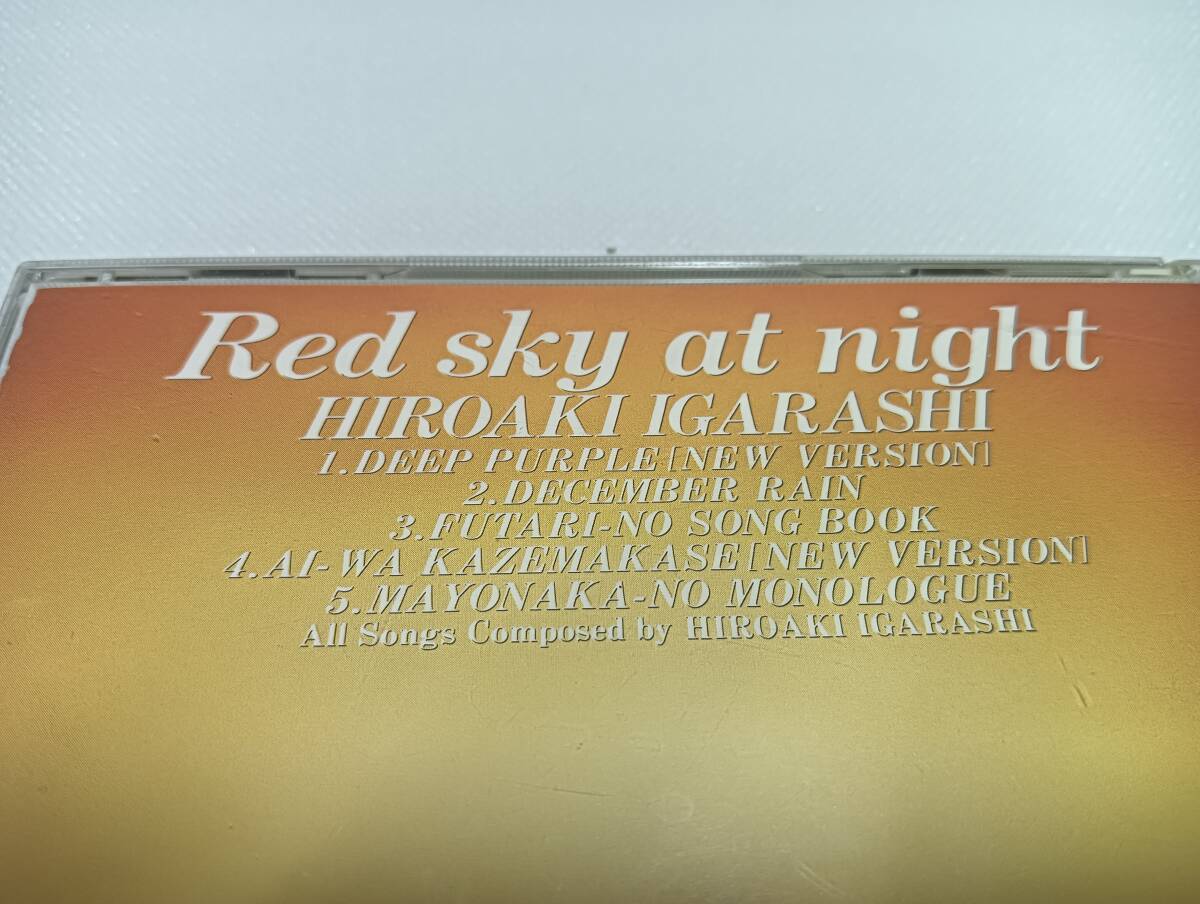 Red sky at night
HIROAKI IGARASHI
1.DEEP PURPLE[NEW VERSION]
2.DECEMBER RAIN
3.FUTARI-NO SONG BOOK
4.AI-WA KAZEMAKASE[NEW VERSION]
5.MAYONAKA-NO MONOLOGUE
All Songs Composed by HIROAKI IGARASHI